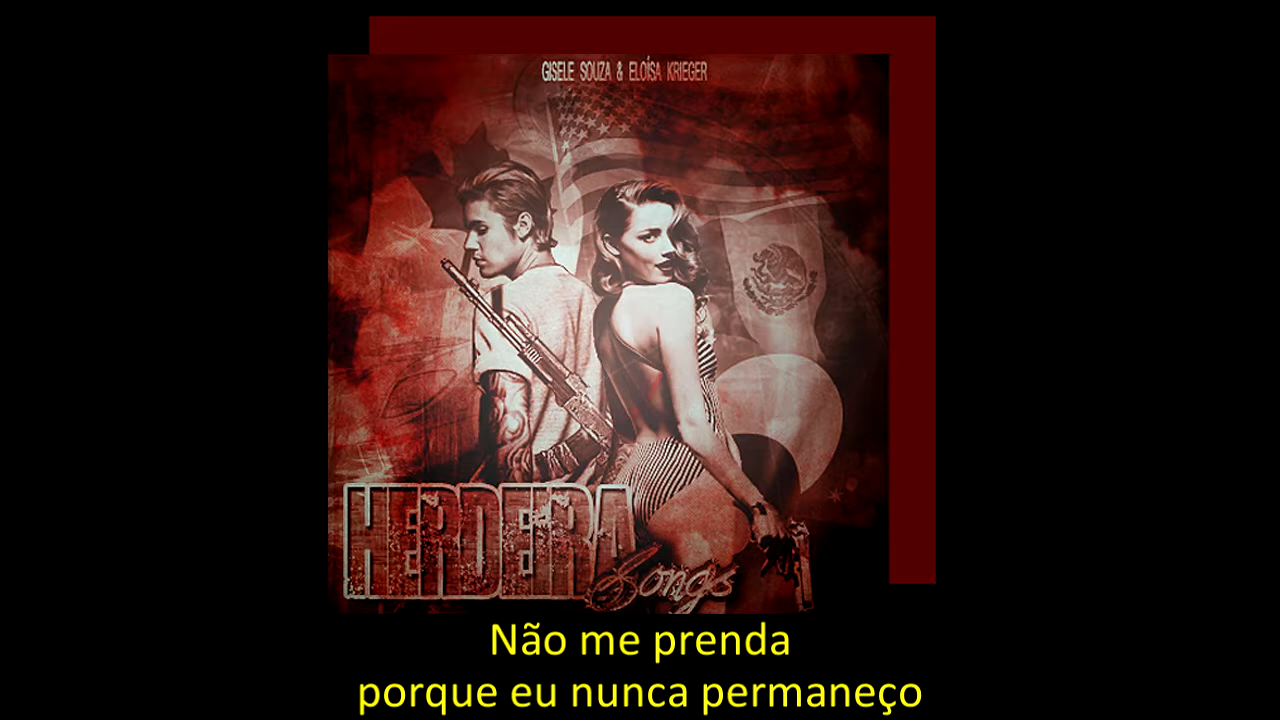 GISELE SOUZA & ELOÍSA KRIEGER
HERDEIRA
Songs
Não me prenda
porque eu nunca permaneço